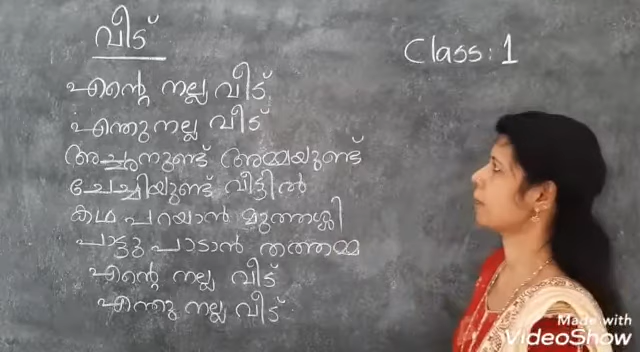 വീട്
Class: 1
എന്റെ നല്ല വീട്
എന്തു നല്ല വീട്
അച്ഛനുണ്ട് അമ്മയുണ്ട്
ചേച്ചിയുണ്ട് വീട്ടിൽ
കഥ പറയാൻ മുത്തശ്ശി
പാട്ടു പാടാൻ തത്തമ്മ
എന്റെ നല്ല വീട്
എന്തു നല്ല വീട്
Made with
VideoShow